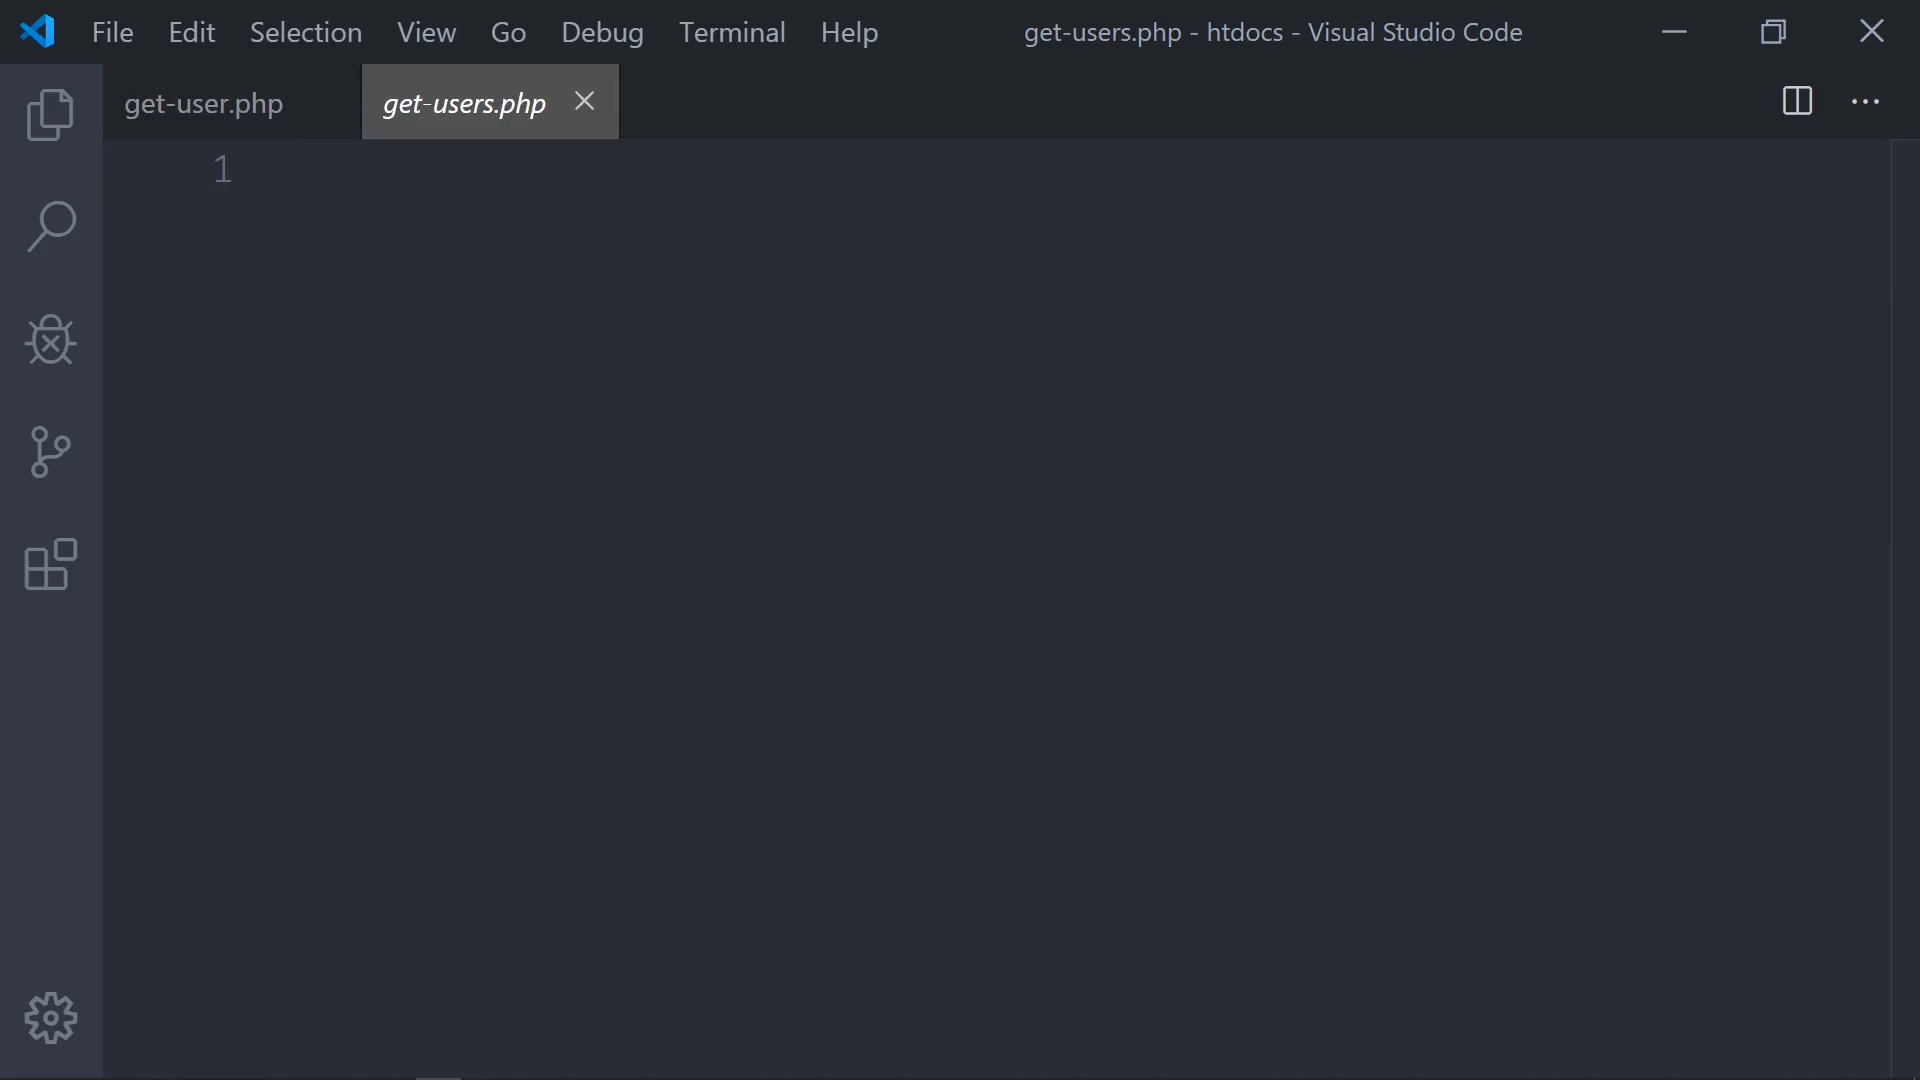 File Edit Selection View Go Debug Terminal Help get-users.php - htdocs - Visual Studio Code
get-user.php get-users.php
1